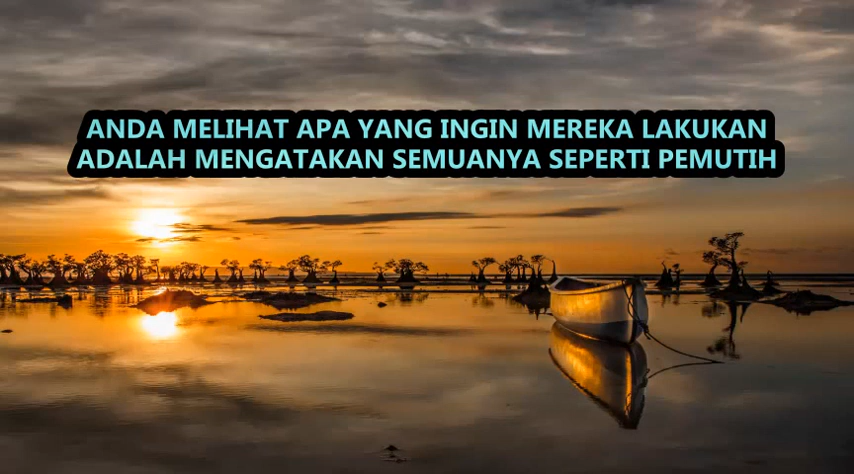 ANDA MELIHAT APA YANG INGIN MEREKA LAKUKAN
ADALAH MENGATAKAN SEMUANYA SEPERTI PEMUTIH